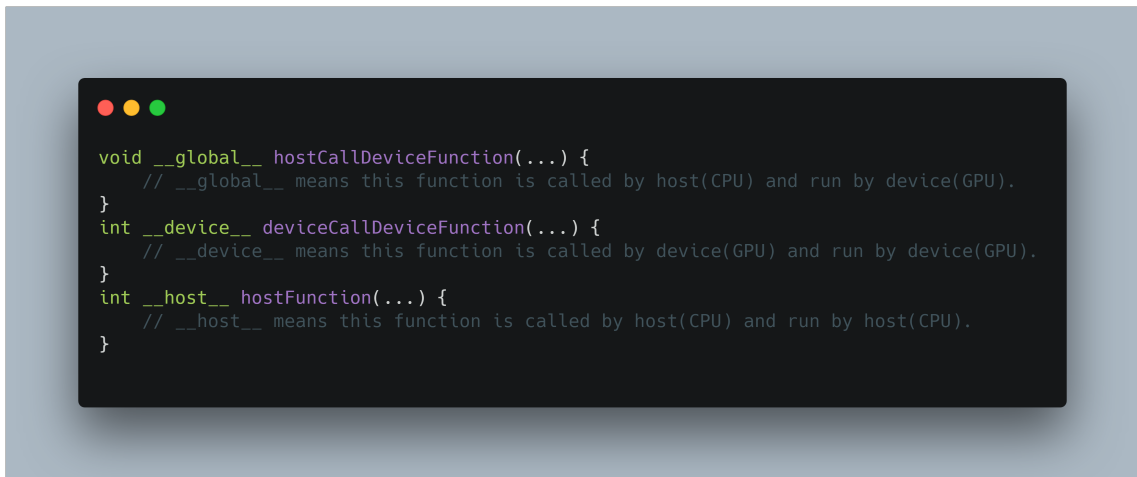 void __global__ hostCallDeviceFunction(...) {
    // __global__ means this function is called by host(CPU) and run by device(GPU).
}
int __device__ deviceCallDeviceFunction(...) {
    // __device__ means this function is called by device(GPU) and run by device(GPU).
}
int __host__ hostFunction(...) {
    // __host__ means this function is called by host(CPU) and run by host(CPU).
}